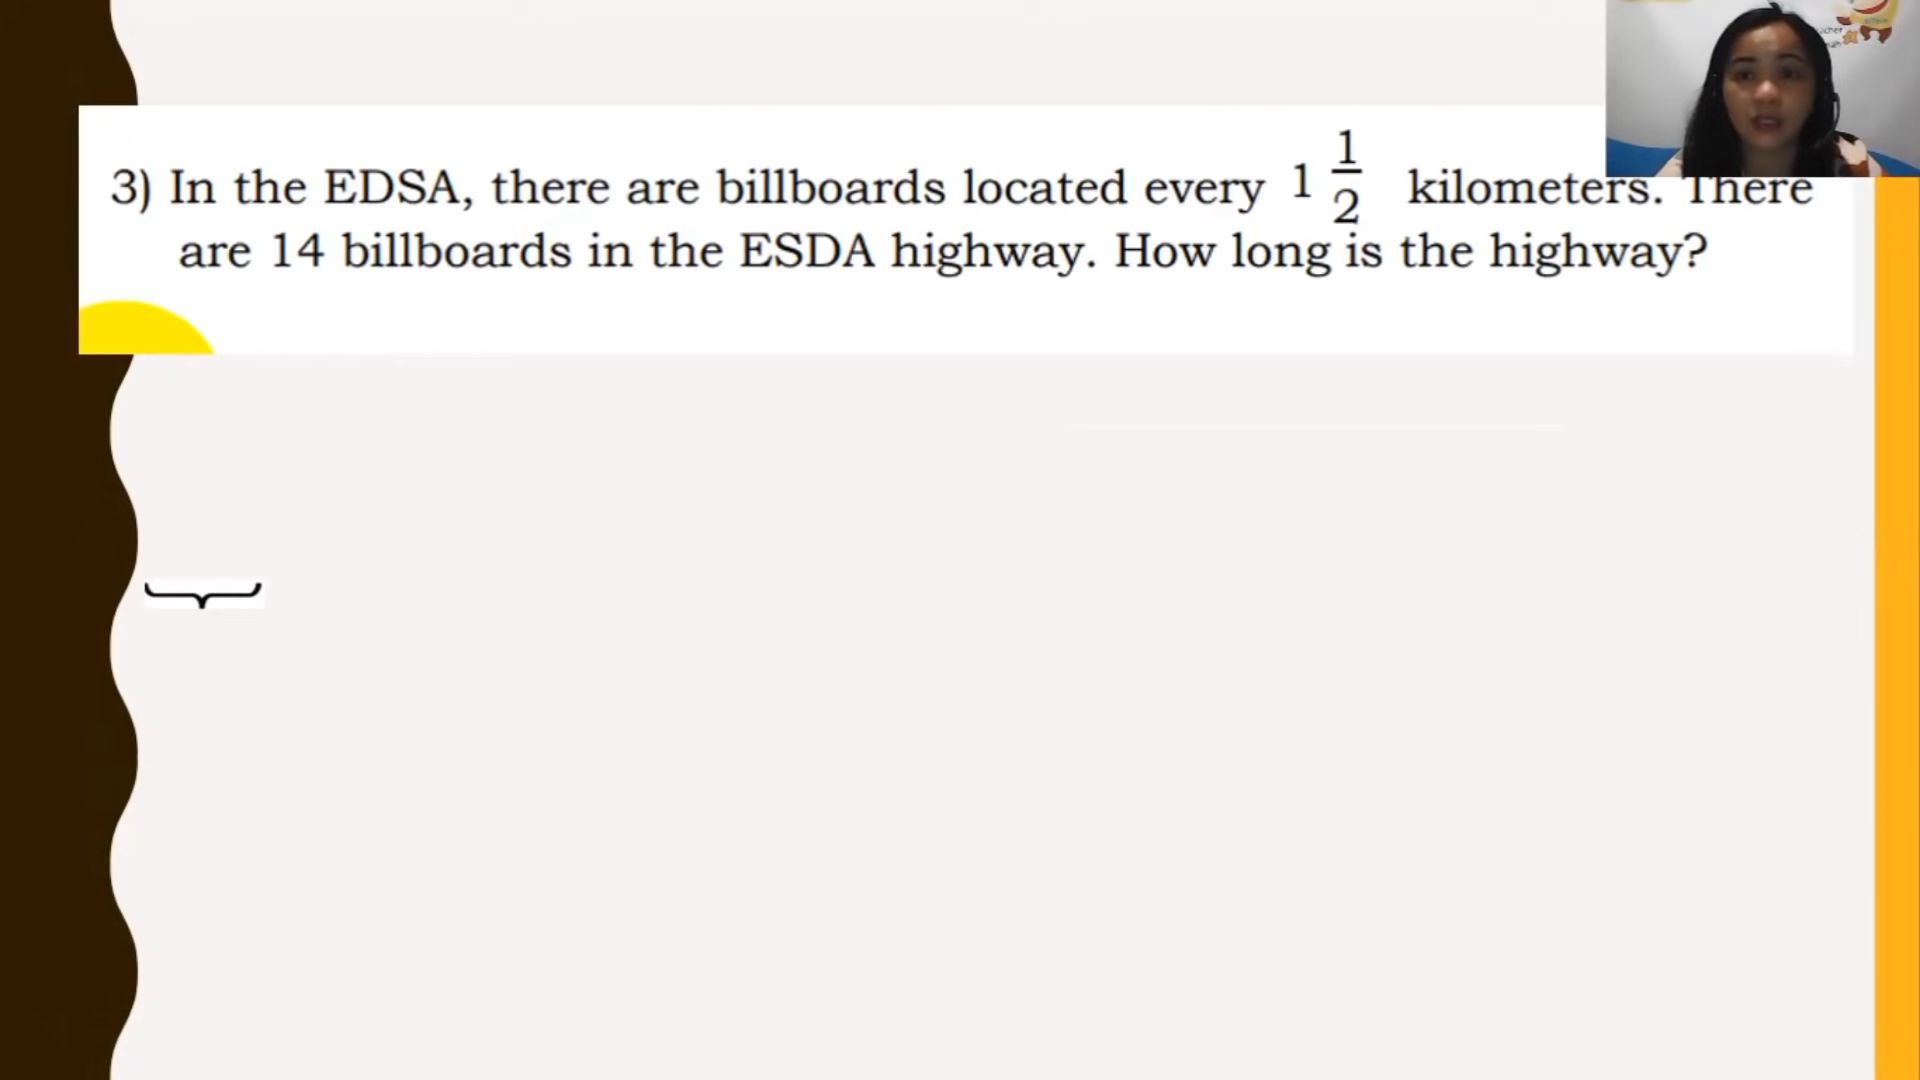 3) In the EDSA, there are billboards located every 1 1/2 kilometers. There
are 14 billboards in the ESDA highway. How long is the highway?